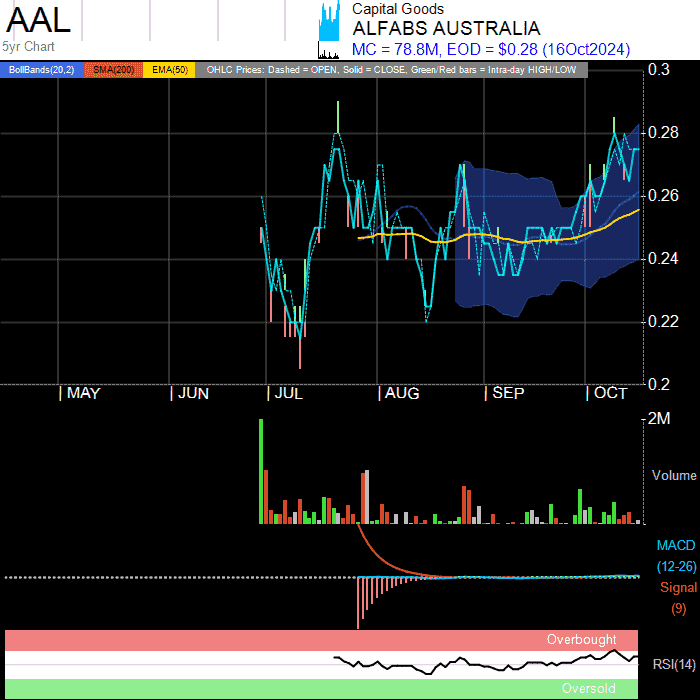 AAL
5yr Chart
Capital Goods
ALFABS AUSTRALIA
MC = 78.8M, EOD = $0.28 (16Oct2024)
BollBands(20,2) SMA(200) EMA(50) OHLC Prices: Dashed = OPEN, Solid = CLOSE, Green/Red bars = Intra-day HIGH/LOW
0.3
0.28
0.26
0.24
0.22
0.2
MAY JUN JUL AUG SEP OCT
2M
Volume
MACD
(12-26)
Signal
(9)
Overbought
RSI(14)
Oversold